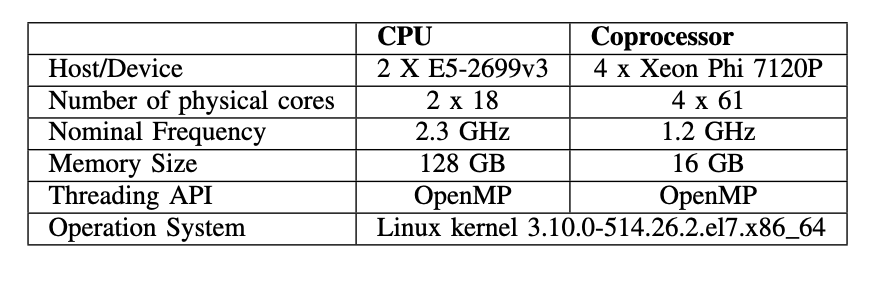 CPU Coprocessor
Host/Device 2 X E5-2699v3 4 x Xeon Phi 7120P
Number of physical cores 2 x 18 4 x 61
Nominal Frequency 2.3 GHz 1.2 GHz
Memory Size 128 GB 16 GB
Threading API OpenMP OpenMP
Operation System Linux kernel 3.10.0-514.26.2.el7.x86_64